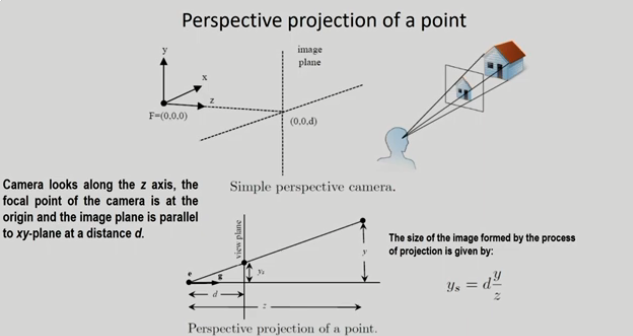 Perspective projection of a point
y
image
plane
x
z
F=(0,0,0)
(0,0,d)
Camera looks along the z axis, the
focal point of the camera is at the
origin and the image plane is parallel
to xy-plane at a distance d.
Simple perspective camera.
view plane
The size of the image formed by the process
of projection is given by:
y
e
g
yₛ
yₛ = d y/z
d
z
Perspective projection of a point.